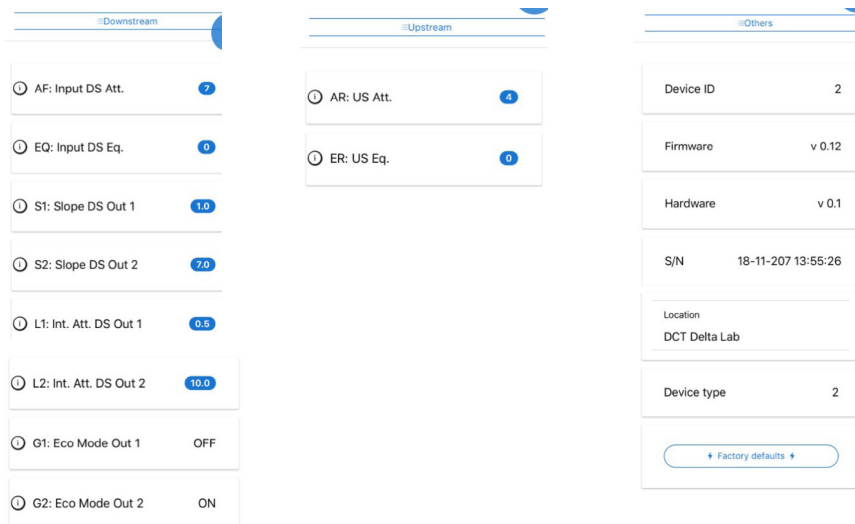 Downstream
AF: Input DS Att. 7
EQ: Input DS Eq. 0
S1: Slope DS Out 1 1.0
S2: Slope DS Out 2 7.0
L1: Int. Att. DS Out 1 0.5
L2: Int. Att. DS Out 2 10.0
G1: Eco Mode Out 1 OFF
G2: Eco Mode Out 2 ON
Upstream
AR: US Att. 4
ER: US Eq. 0
Others
Device ID 2
Firmware v 0.12
Hardware v 0.1
S/N 18-11-207 13:55:26
Location
DCT Delta Lab
Device type 2
Factory defaults